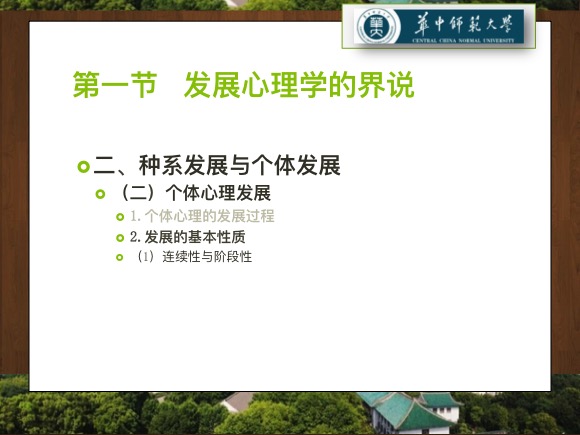 華中师范大學
CENTRAL CHINA NORMAL UNIVERSITY
第一节 发展心理学的界说
二、种系发展与个体发展
（二）个体心理发展
1.个体心理的发展过程
2.发展的基本性质
（1）连续性与阶段性